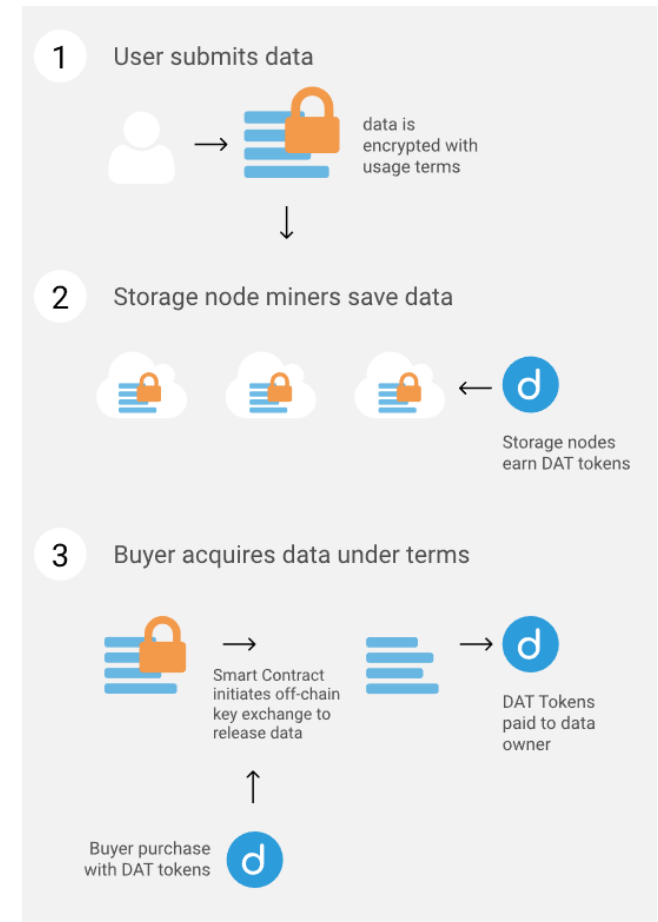 1
User submits data
data is
encrypted with
usage terms
2
Storage node miners save data
d
Storage nodes
earn DAT tokens
3
Buyer acquires data under terms
Smart Contract
initiates off-chain
key exchange to
release data
d
DAT Tokens
paid to data
owner
Buyer purchase
with DAT tokens
d